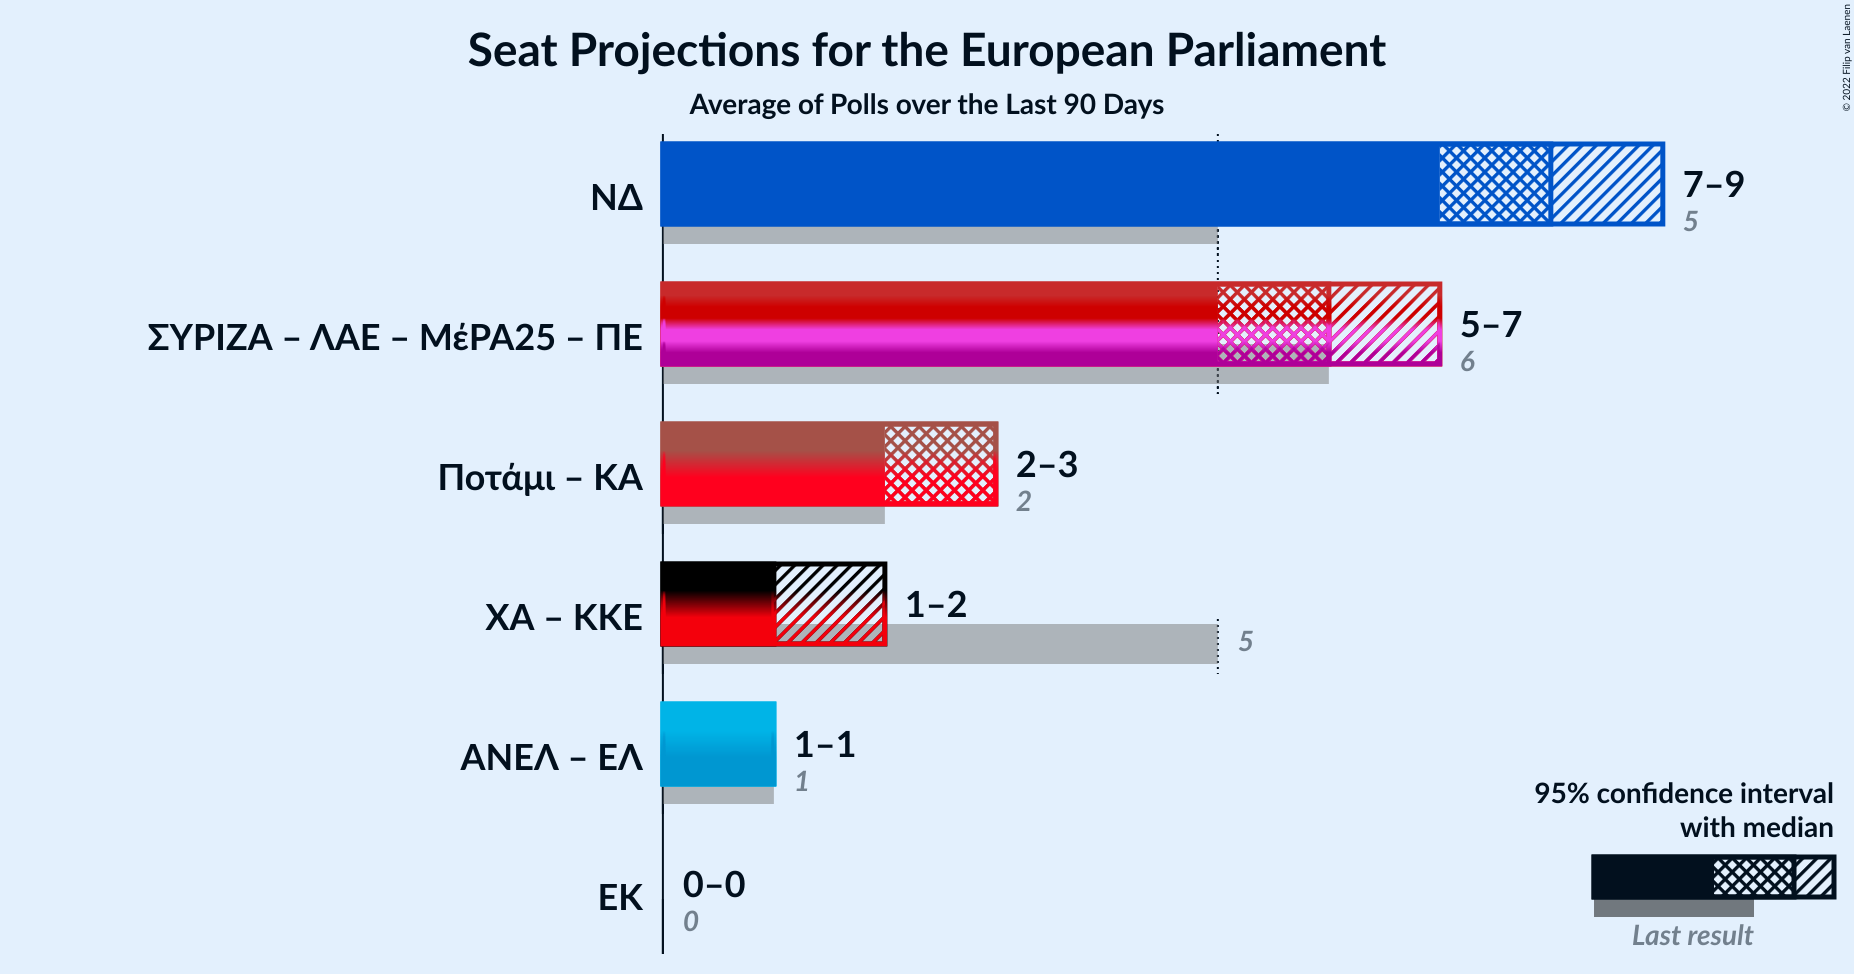 Seat Projections for the European Parliament
Average of Polls over the Last 90 Days
© 2022 Filip van Laenen
ΝΔ
7–9
5
ΣΥΡΙΖΑ – ΛΑΕ – ΜέΡΑ25 – ΠΕ
5–7
6
Ποτάμι – ΚΑ
2–3
2
ΧΑ – ΚΚΕ
1–2
5
ΑΝΕΛ – ΕΛ
1–1
1
ΕΚ
0–0
0
95% confidence interval
with median
Last result